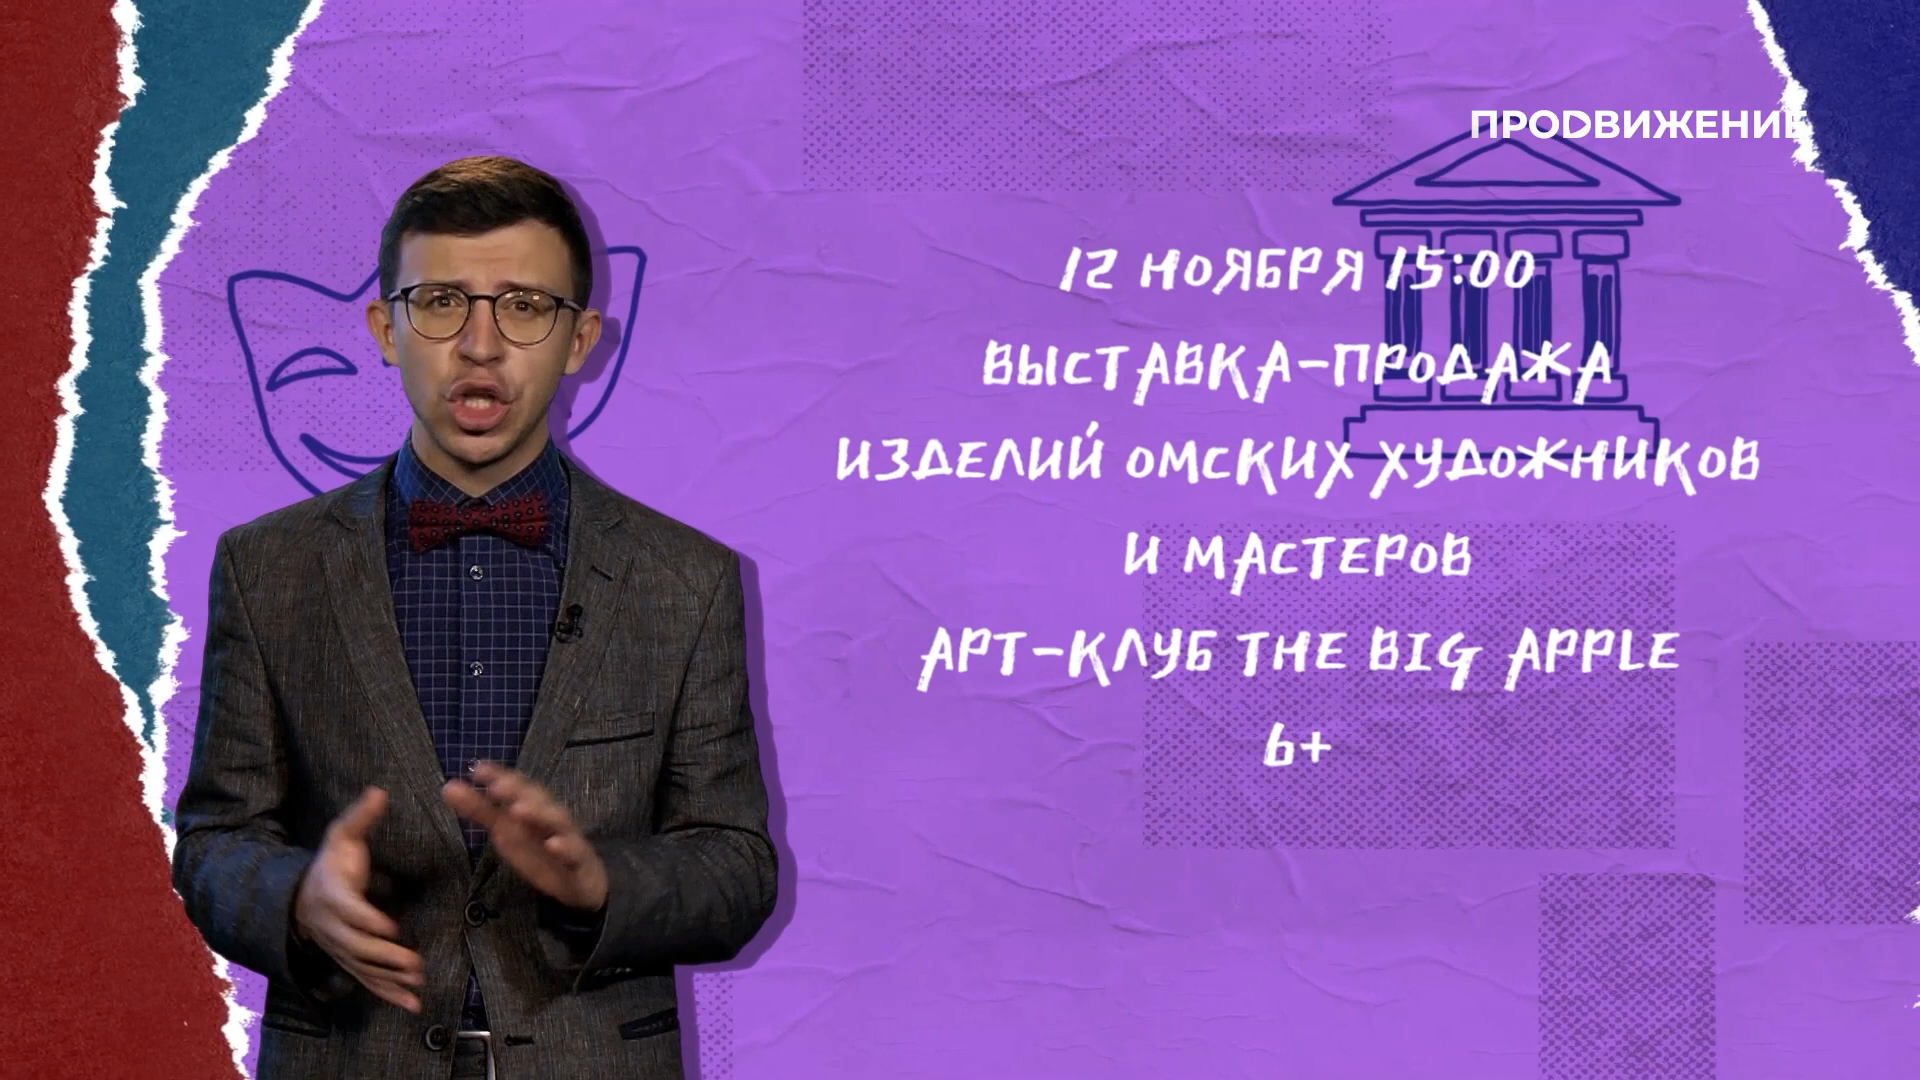 ПРОДВИЖЕНИЕ
12 НОЯБРЯ 15:00
ВЫСТАВКА-ПРОДАЖА
ИЗДЕЛИЙ ОМСКИХ ХУДОЖНИКОВ
И МАСТЕРОВ
АРТ-КЛУБ THE BIG APPLE
6+